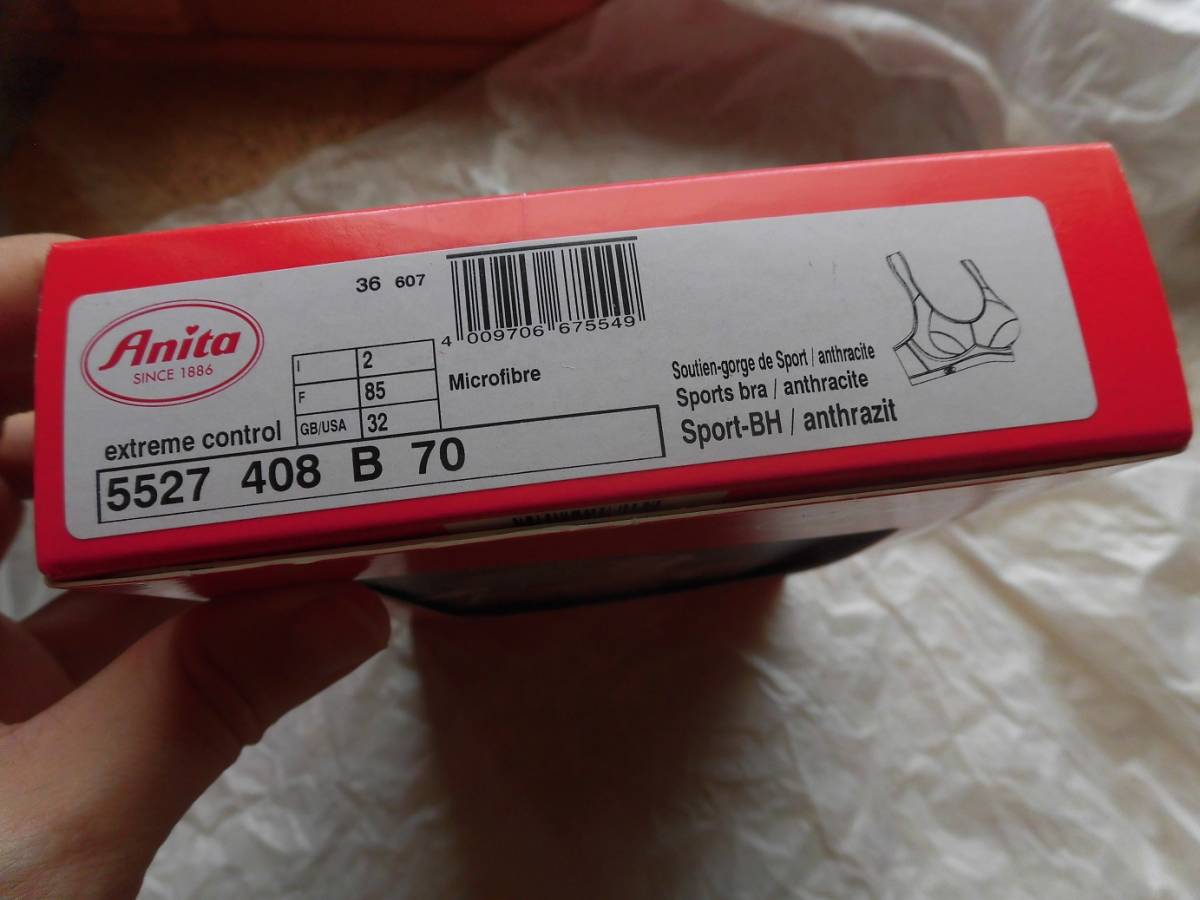 Anita
SINCE 1886
36 607
4 009706 675549
I 2
F 85
GB/USA 32
Microfibre
extreme control
5527 408 B 70
Soutien-gorge de Sport / anthracite
Sports bra / anthracite
Sport-BH / anthrazit